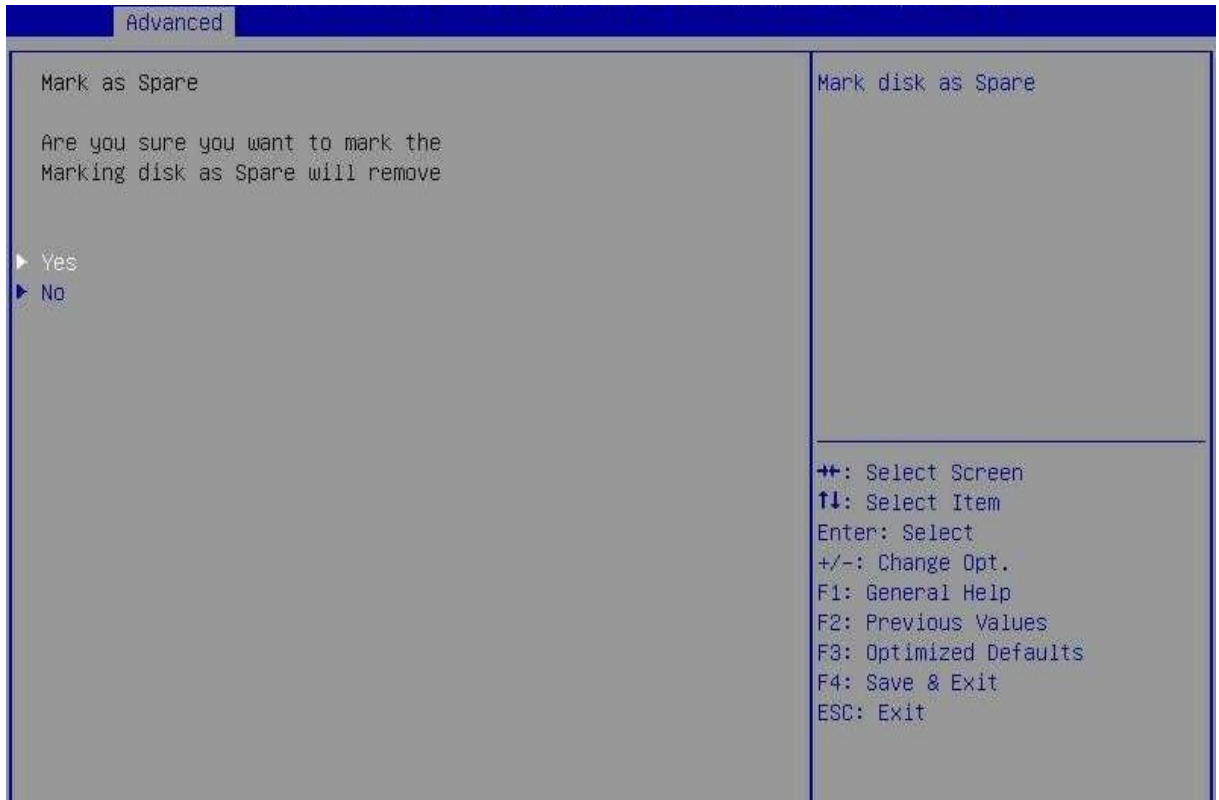 Advanced
Mark as Spare
Are you sure you want to mark the
Marking disk as Spare will remove
Yes
No
Mark disk as Spare
→←: Select Screen
↑↓: Select Item
Enter: Select
+/-: Change Opt.
F1: General Help
F2: Previous Values
F3: Optimized Defaults
F4: Save & Exit
ESC: Exit